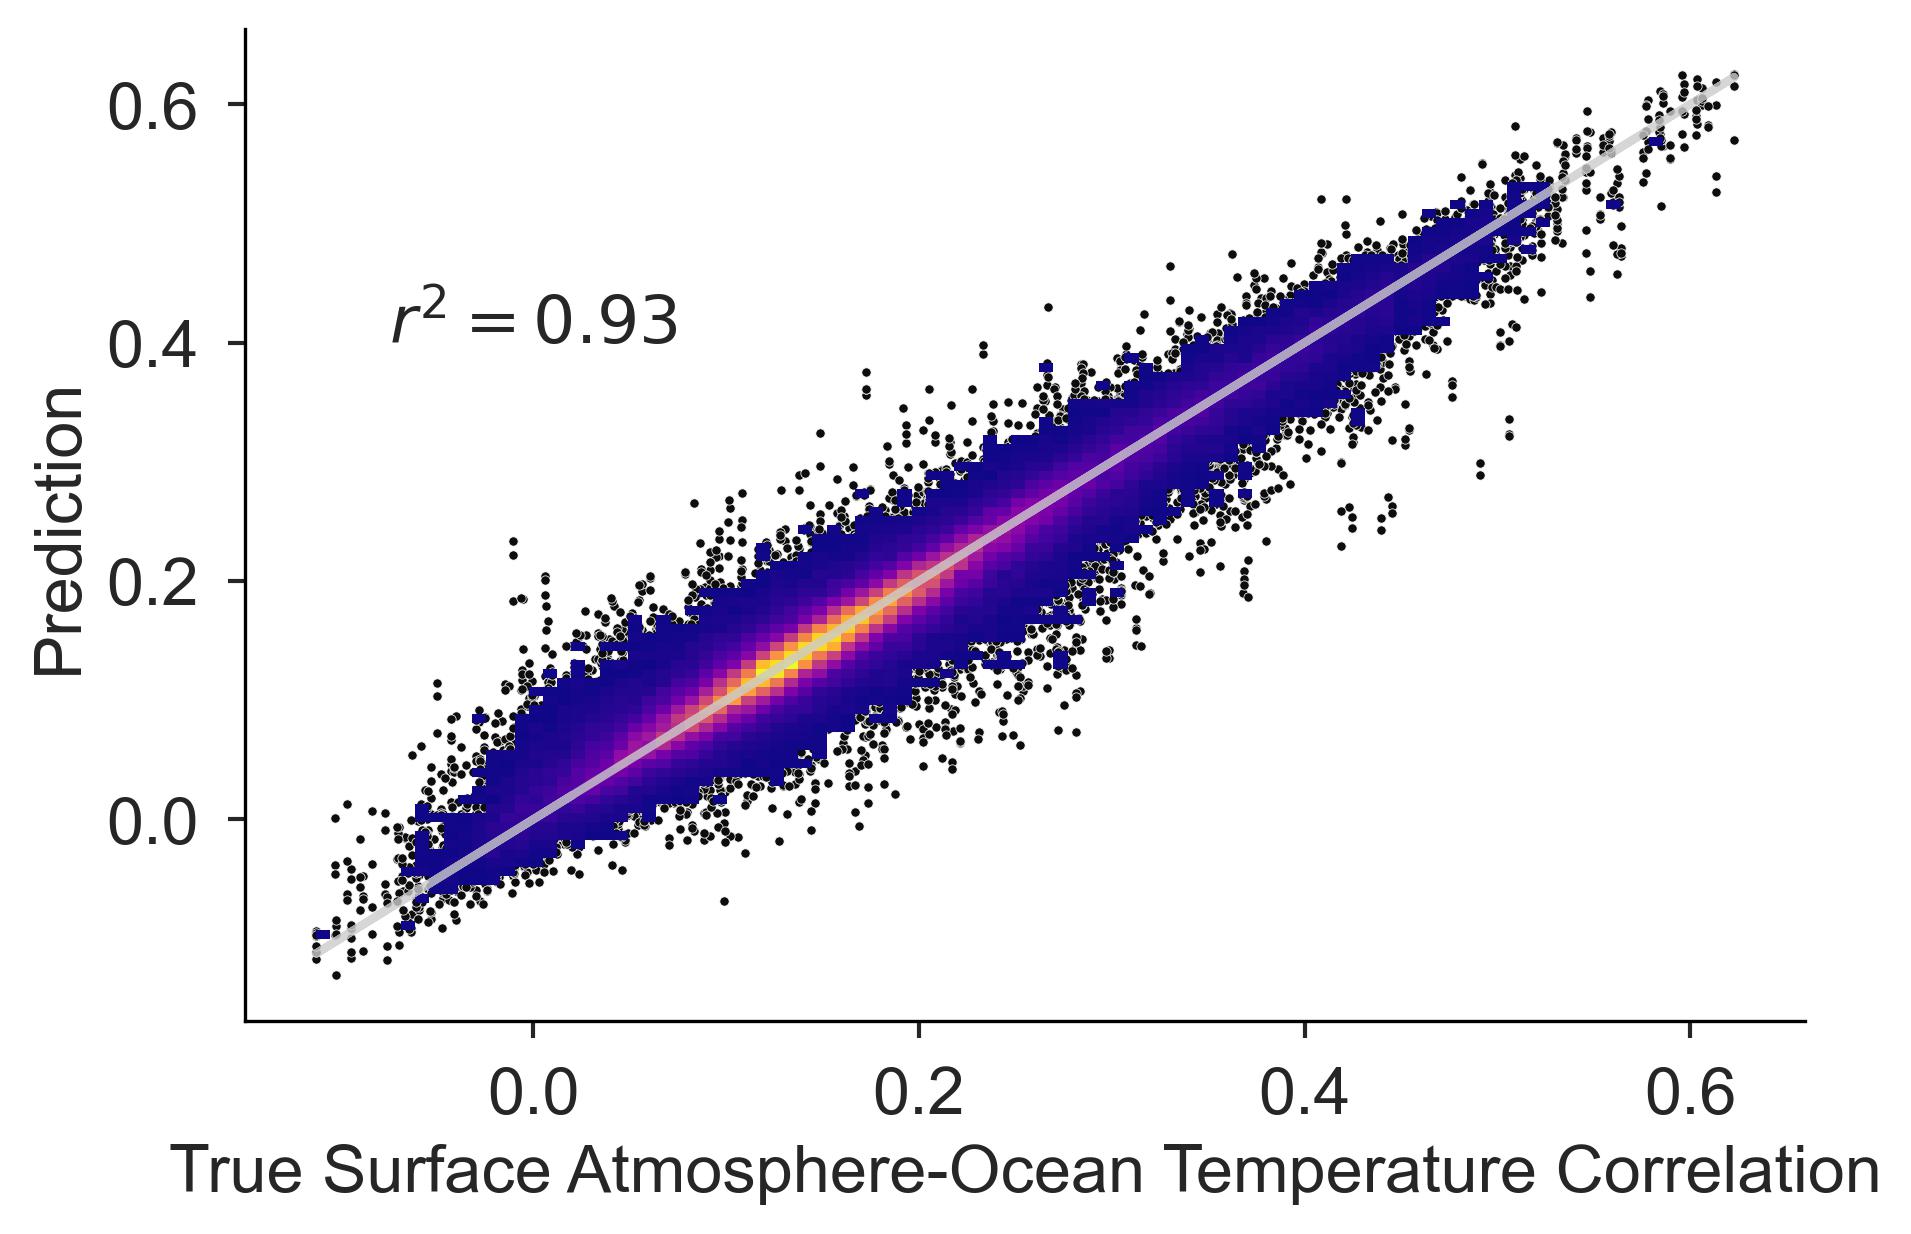 0.6
0.4
0.2
0.0
Prediction
r² = 0.93
0.0 0.2 0.4 0.6
True Surface Atmosphere-Ocean Temperature Correlation